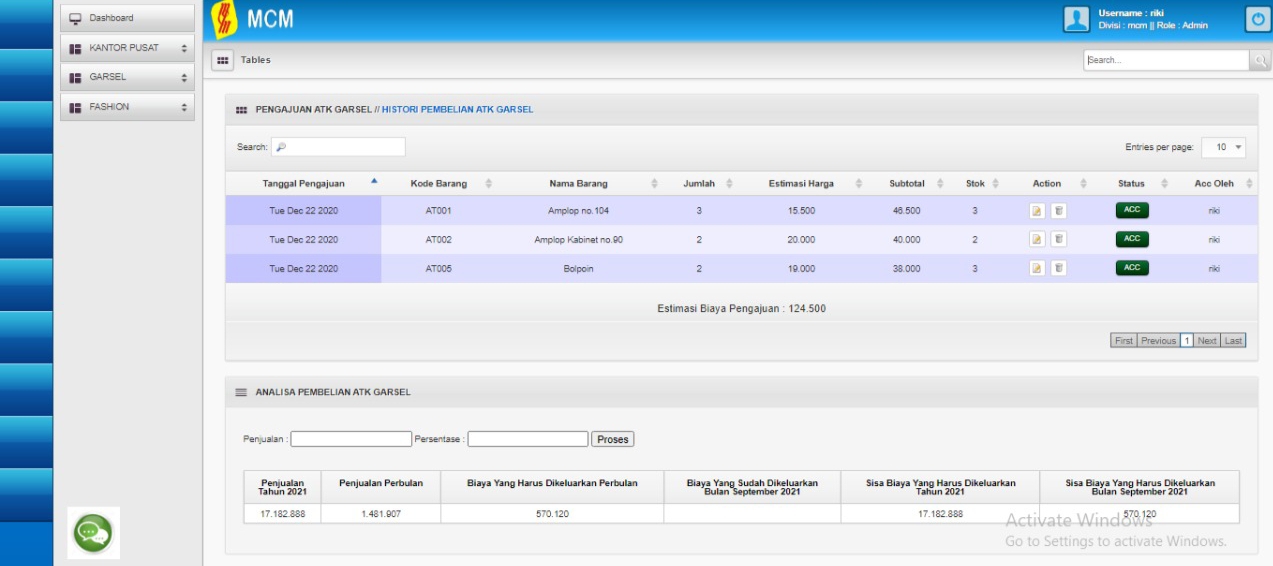 Dashboard
KANTOR PUSAT
GARSEL
FASHION
MCM
Username : riki
Divisi : mcm || Role : Admin
Tables
Search...
PENGAJUAN ATK GARSEL // HISTORI PEMBELIAN ATK GARSEL
Search:
Entries per page: 10
Tanggal Pengajuan Kode Barang Nama Barang Jumlah Estimasi Harga Subtotal Stok Action Status Acc Oleh
Tue Dec 22 2020 AT001 Amplop no.104 3 15.500 46.500 3 ACC riki
Tue Dec 22 2020 AT002 Amplop Kabinet no.90 2 20.000 40.000 2 ACC riki
Tue Dec 22 2020 AT005 Bolpoin 2 19.000 38.000 3 ACC riki
Estimasi Biaya Pengajuan : 124.500
First Previous 1 Next Last
ANALISA PEMBELIAN ATK GARSEL
Penjualan : Persentase : Proses
Penjualan Tahun 2021 Penjualan Perbulan Biaya Yang Harus Dikeluarkan Perbulan Biaya Yang Sudah Dikeluarkan Bulan September 2021 Sisa Biaya Yang Harus Dikeluarkan Tahun 2021 Sisa Biaya Yang Harus Dikeluarkan Bulan September 2021
17.182.888 1.481.907 570.120 17.182.888 570.120
Activate Windows
Go to Settings to activate Windows.